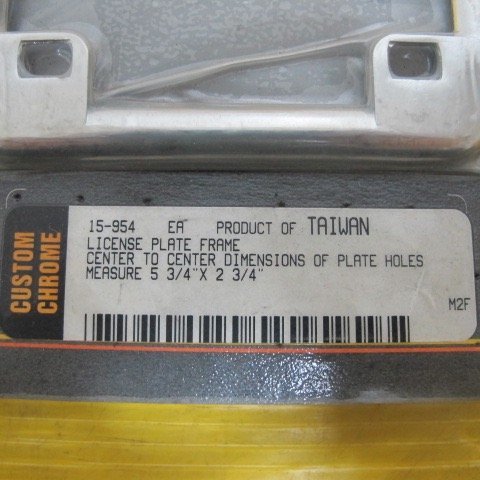 CUSTOM
CHROME
15-954 EA PRODUCT OF TAIWAN
LICENSE PLATE FRAME
CENTER TO CENTER DIMENSIONS OF PLATE HOLES
MEASURE 5 3/4"X 2 3/4"
M2F